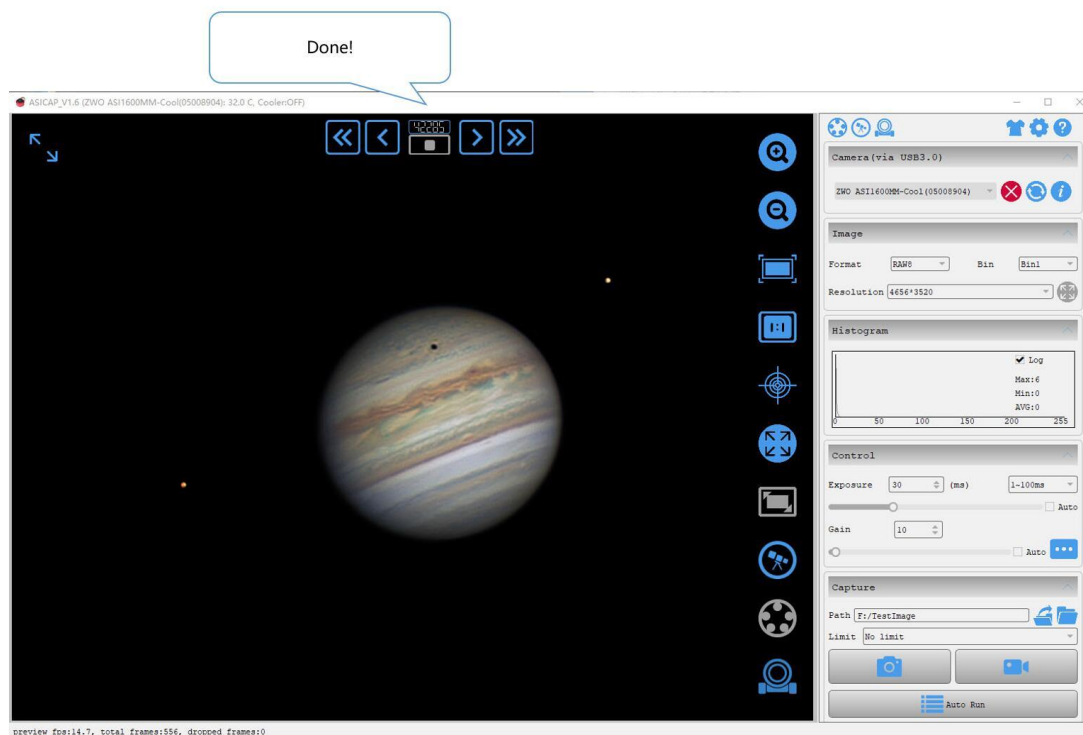 Done!
ASICAP_V1.6 (ZWO ASI1600MM-Cool(05008904): 32.0 C, Cooler:OFF)
Camera(via USB3.0)
ZWO ASI1600MM-Cool(05008904)
Image
Format RAW8 Bin Bin1
Resolution 4656*3520
1:1
Histogram
Log
Max:6
Min:0
AVG:0
0 50 100 150 200 255
Control
Exposure 30 (ms) 1-100ms
Auto
Gain 10
Auto
Capture
Path F:/TestImage
Limit No limit
Auto Run
preview fps:14.7, total frames:556, dropped frames:0